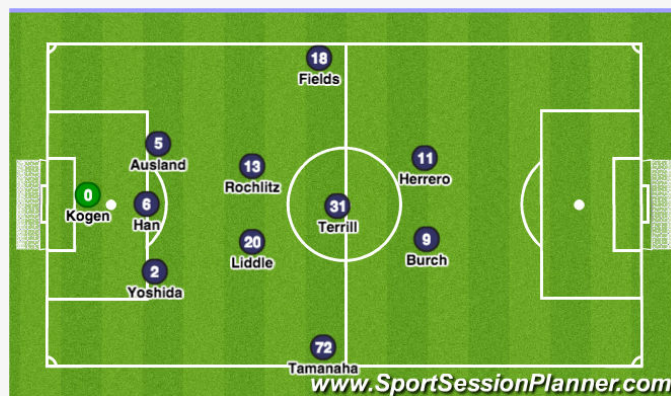 18
Fields
5
Ausland
13
Rochlitz
11
Herrero
0
Kogen
6
Han
31
Terrill
20
Liddle
9
Burch
2
Yoshida
72
Tamanaha
www.SportSessionPlanner.com